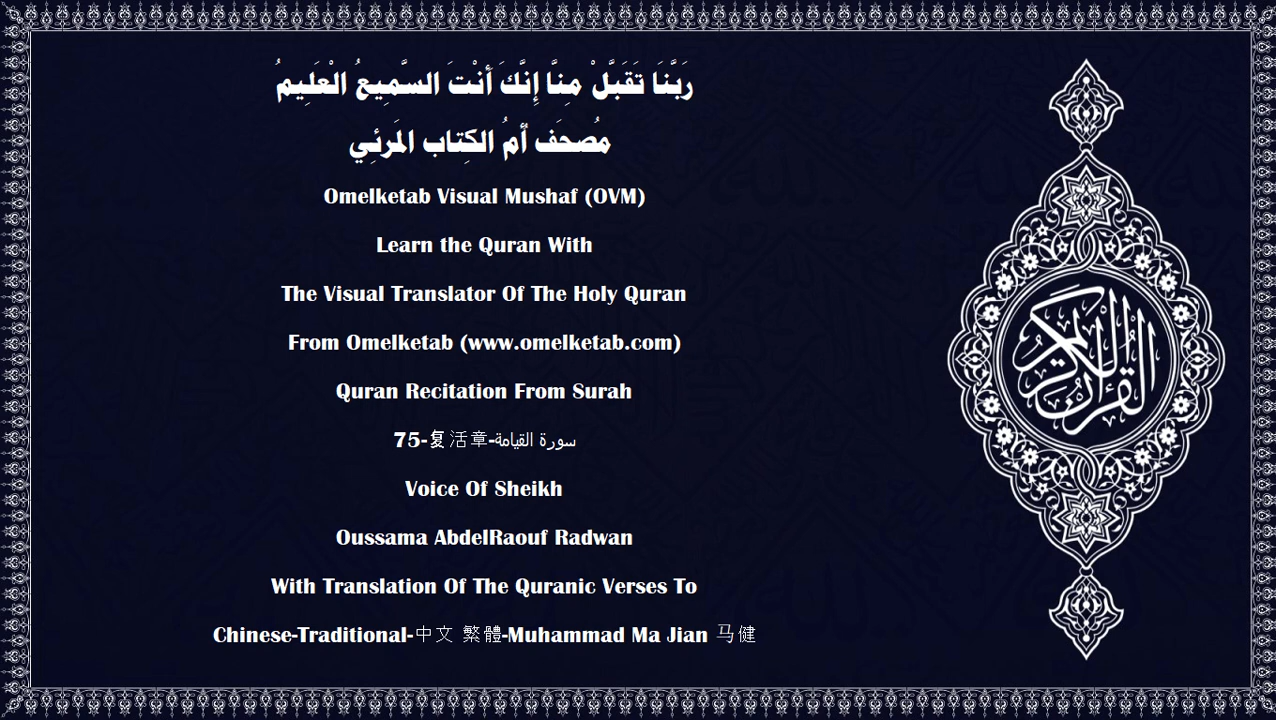 رَبَّنَا تَقَبَّلْ مِنَّا إِنَّكَ أَنْتَ السَّمِيعُ الْعَلِيمُ
مُصحَف أمُ الكِتاب المَرئِي
Omelketab Visual Mushaf (OVM)
Learn the Quran With
The Visual Translator Of The Holy Quran
From Omelketab (www.omelketab.com)
Quran Recitation From Surah
75-复活章-سورة القيامة
Voice Of Sheikh
Oussama AbdelRaouf Radwan
With Translation Of The Quranic Verses To
Chinese-Traditional-中文 繁體-Muhammad Ma Jian 马健
القرآن الكريم